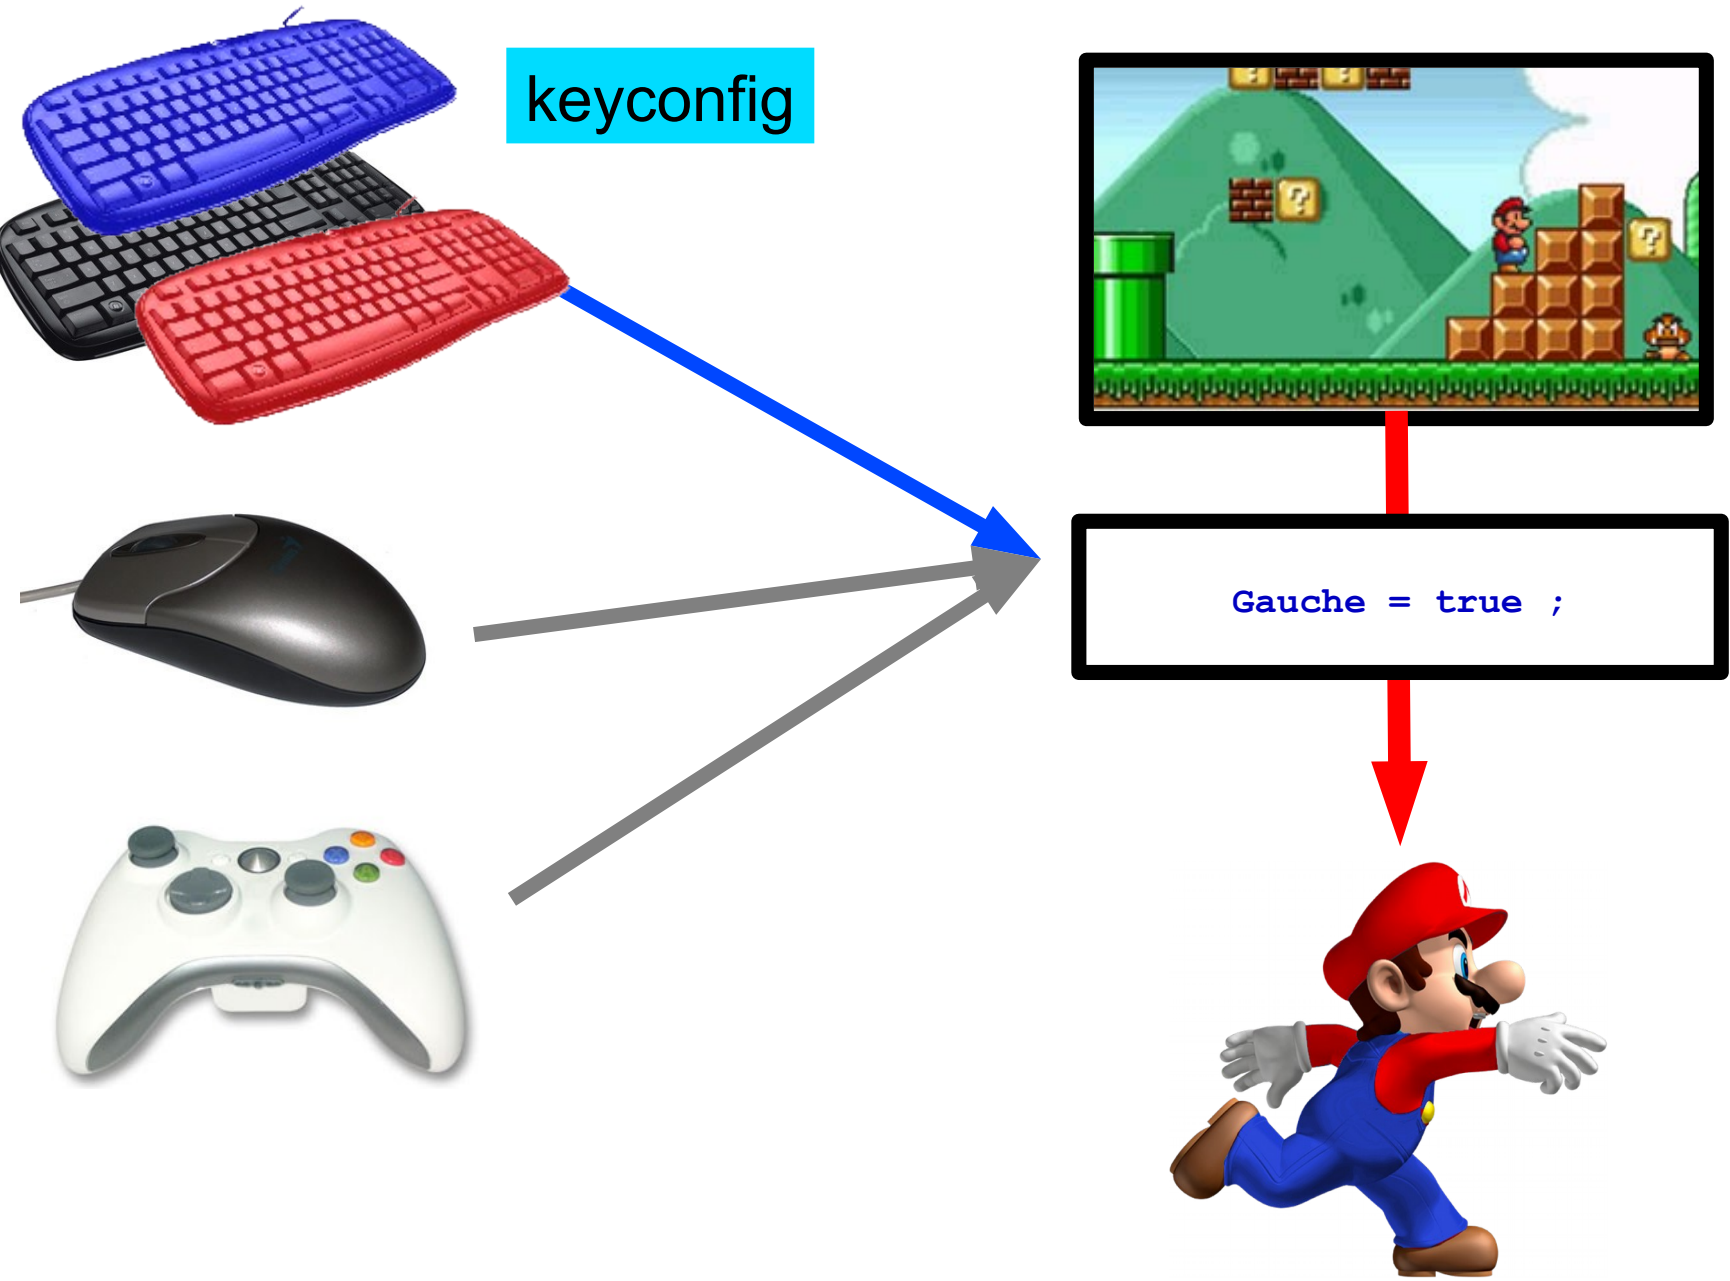 keyconfig
Gauche = true ;